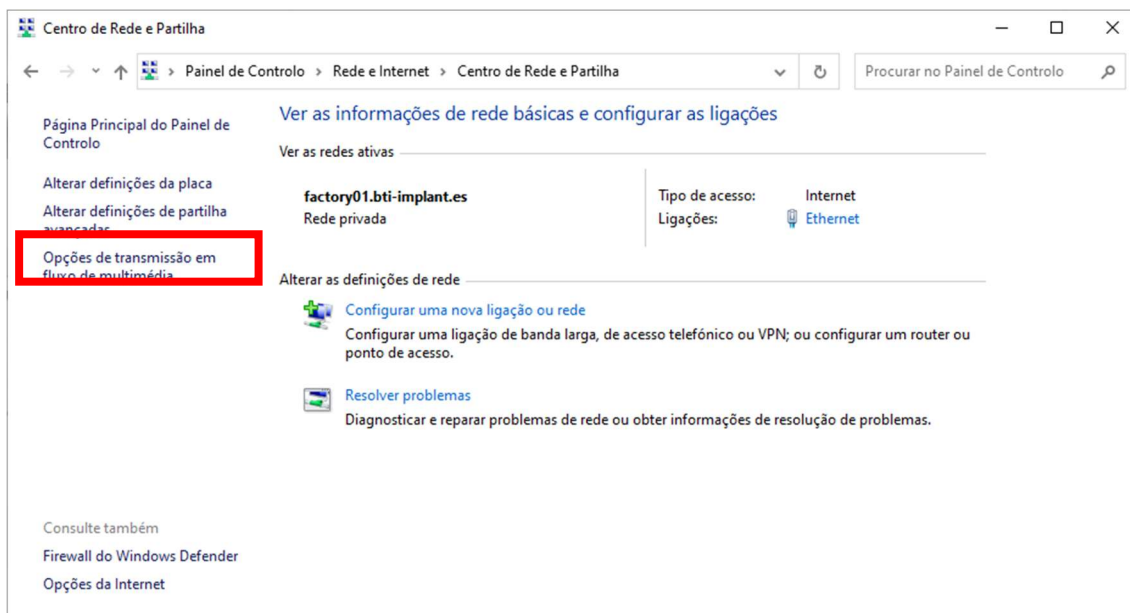 Centro de Rede e Partilha
Painel de Controlo > Rede e Internet > Centro de Rede e Partilha
Procurar no Painel de Controlo
Página Principal do Painel de
Controlo
Alterar definições da placa
Alterar definições de partilha
avançadas
Opções de transmissão em
fluxo de multimédia
Ver as informações de rede básicas e configurar as ligações
Ver as redes ativas
factory01.bti-implant.es
Rede privada
Tipo de acesso: Internet
Ligações: Ethernet
Alterar as definições de rede
Configurar uma nova ligação ou rede
Configurar uma ligação de banda larga, de acesso telefónico ou VPN; ou configurar um router ou
ponto de acesso.
Resolver problemas
Diagnosticar e reparar problemas de rede ou obter informações de resolução de problemas.
Consulte também
Firewall do Windows Defender
Opções da Internet